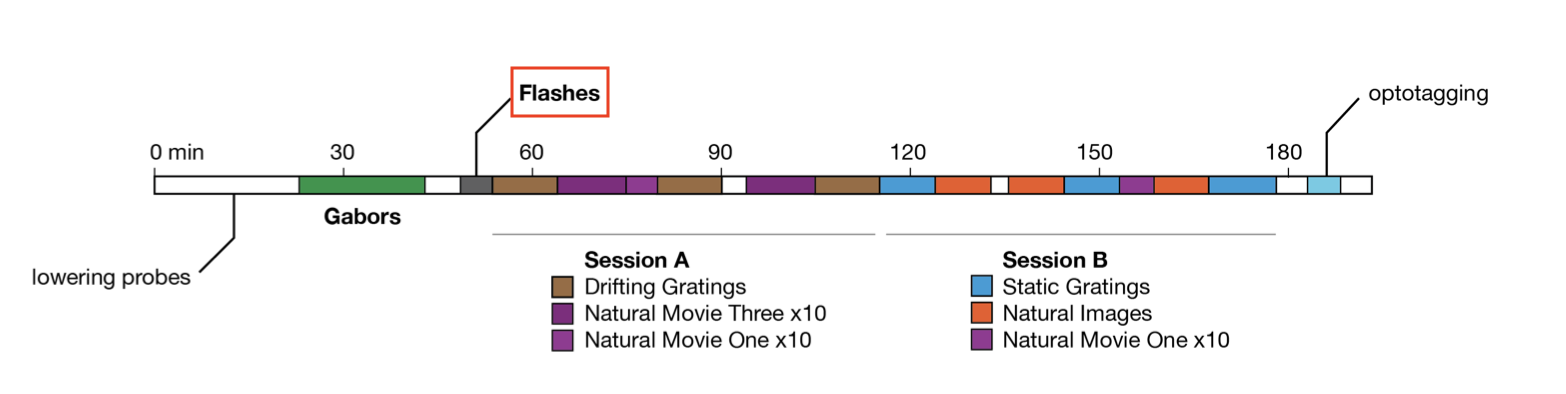 Flashes
optotagging
0 min 30 60 90 120 150 180
Gabors
lowering probes
Session A
Drifting Gratings
Natural Movie Three x10
Natural Movie One x10
Session B
Static Gratings
Natural Images
Natural Movie One x10